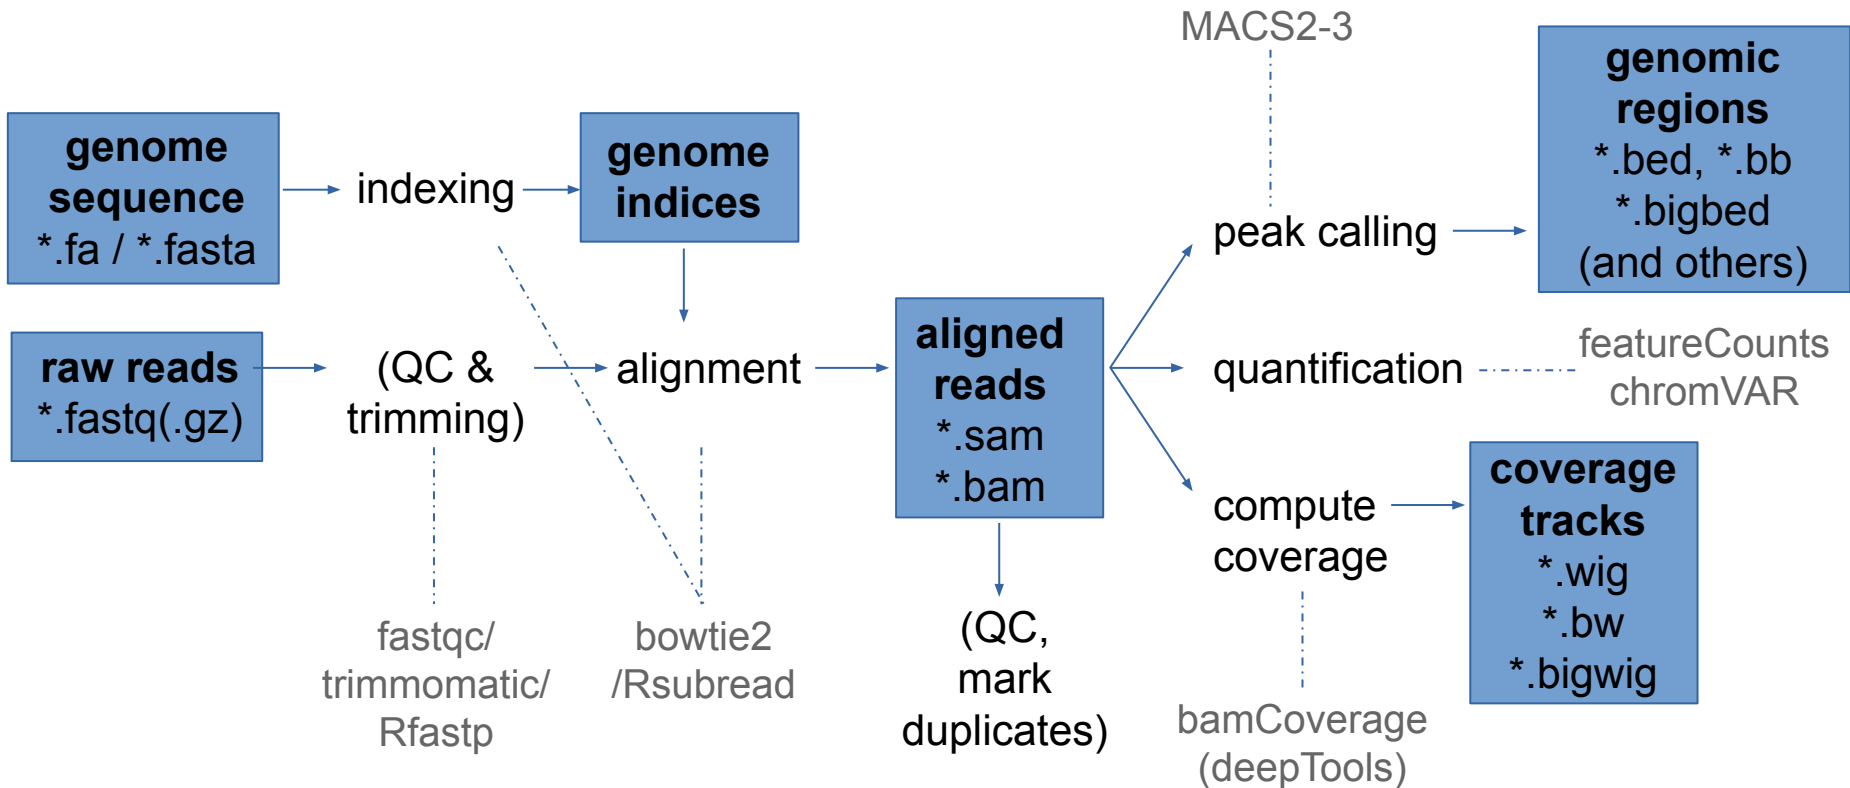 MACS2-3
genomic
regions
*.bed, *.bb
*.bigbed
(and others)
genome
sequence
*.fa / *.fasta
indexing
genome
indices
peak calling
raw reads
*.fastq(.gz)
(QC &
trimming)
alignment
aligned
reads
*.sam
*.bam
quantification
featureCounts
chromVAR
compute
coverage
coverage
tracks
*.wig
*.bw
*.bigwig
fastqc/
trimmomatic/
Rfastp
bowtie2
/Rsubread
(QC,
mark
duplicates)
bamCoverage
(deepTools)